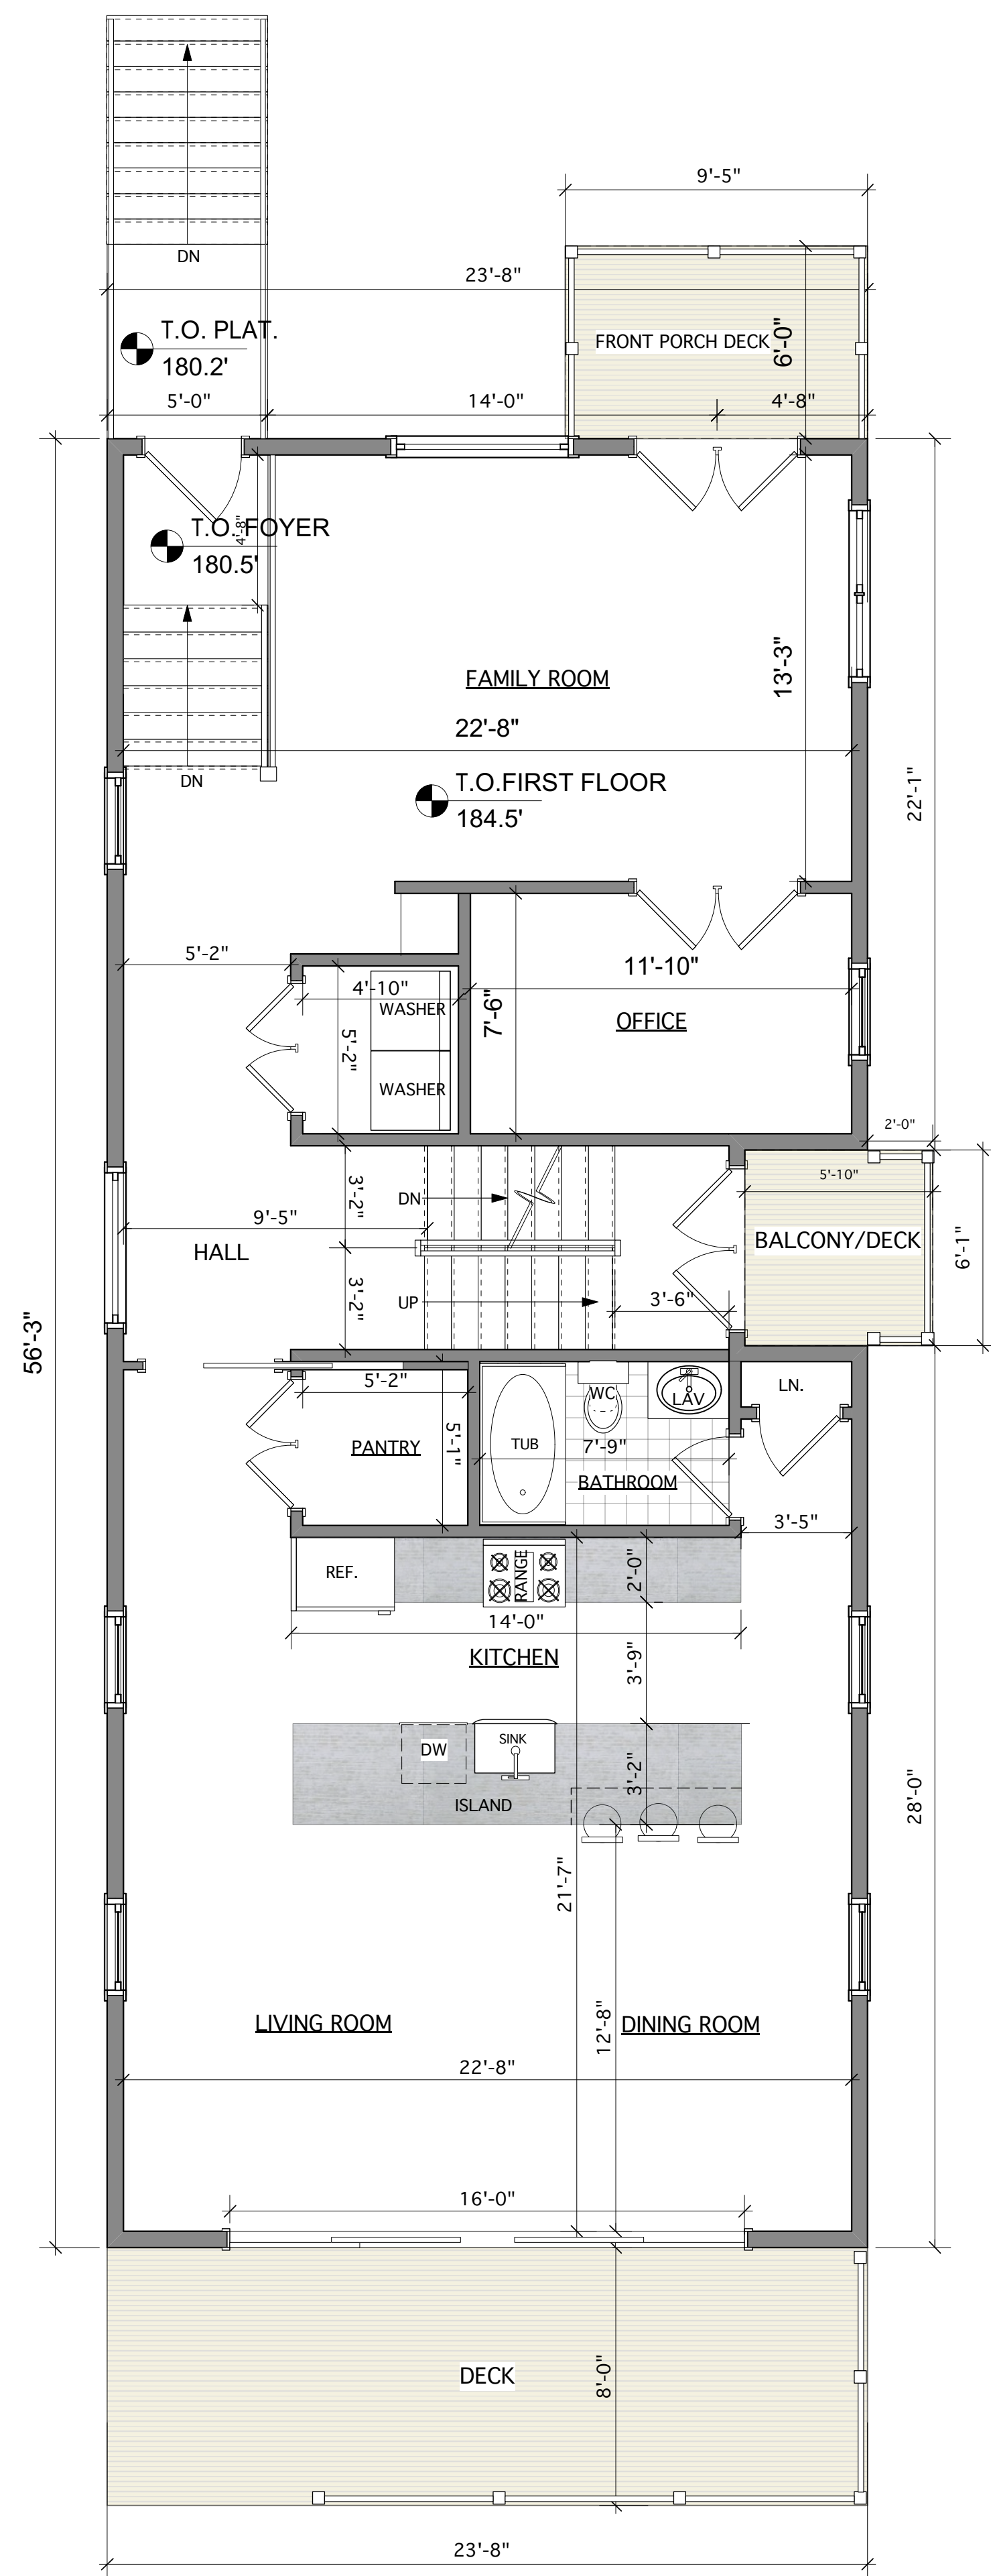 9'-5"
DN
23'-8"
T.O. PLAT.
180.2'
FRONT PORCH DECK
6'-0"
5'-0"
14'-0"
4'-8"
T.O. FOYER
180.5'
4'-8"
FAMILY ROOM
13'-3"
22'-8"
DN
T.O.FIRST FLOOR
184.5'
22'-1"
5'-2"
4'-10"
WASHER
5'-2"
WASHER
7'-6"
11'-10"
OFFICE
2'-0"
5'-10"
BALCONY/DECK
6'-1"
3'-2"
DN
9'-5"
HALL
3'-2"
UP
3'-6"
56'-3"
5'-2"
PANTRY
5'-1"
TUB
WC
LAV
7'-9"
BATHROOM
LN.
3'-5"
REF.
RANGE
2'-0"
14'-0"
KITCHEN
3'-9"
DW
SINK
ISLAND
3'-2"
28'-0"
21'-7"
LIVING ROOM
12'-8"
DINING ROOM
22'-8"
16'-0"
DECK
8'-0"
23'-8"